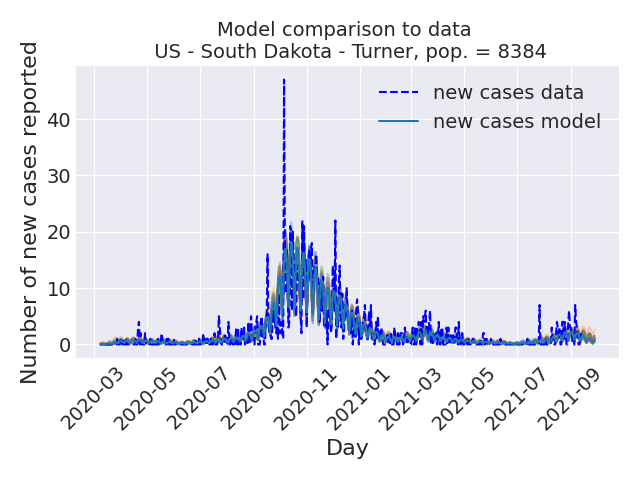 Model comparison to data
US - South Dakota - Turner, pop. = 8384
Number of new cases reported
40
30
20
10
0
new cases data
new cases model
2020-03
2020-05
2020-07
2020-09
2020-11
2021-01
2021-03
2021-05
2021-07
2021-09
Day